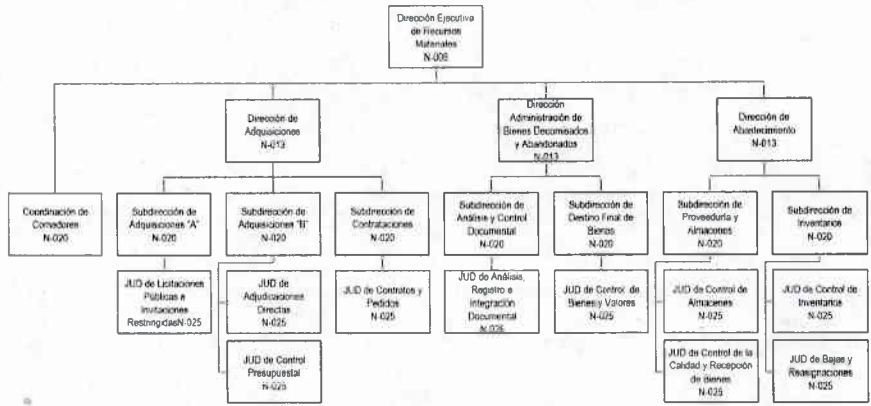 Dirección Ejecutiva
de Recursos
Materiales
N-009
Dirección de
Adquisiciones
N-013
Dirección
Administración de
Bienes Decomisados
y Abandonados
N-013
Dirección de
Abastecimiento
N-013
Coordinación de
Comedores
N-020
Subdirección de
Adquisiciones "A"
N-020
Subdirección de
Adquisiciones "B"
N-020
Subdirección de
Contrataciones
N-020
Subdirección de
Análisis y Control
Documental
N-020
Subdirección de
Destino Final de
Bienes
N-020
Subdirección de
Proveeduría y
Almacenes
N-020
Subdirección de
Inventarios
N-020
JUD de Licitaciones
Públicas e
Invitaciones
RestringidasN-025
JUD de
Adjudicaciones
Directas
N-025
JUD de Contratos y
Pedidos
N-025
JUD de Análisis,
Registro e
Integración
Documental
N-025
JUD de Control de
Bienes y Valores
N-025
JUD de Control de
Almacenes
N-025
JUD de Control de
Inventarios
N-025
JUD de Control
Presupuestal
N-025
JUD de Control de la
Calidad y Recepción
de Bienes
N-025
JUD de Bajas y
Reasignaciones
N-025